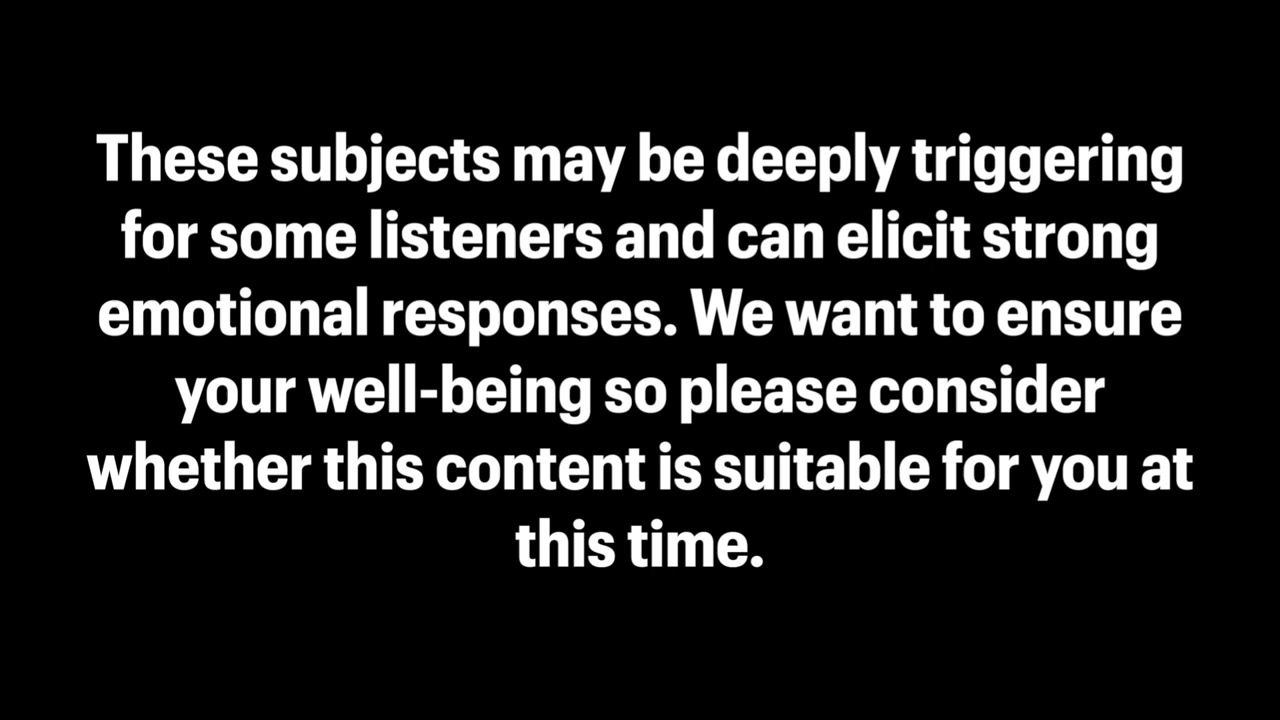 These subjects may be deeply triggering
for some listeners and can elicit strong
emotional responses. We want to ensure
your well-being so please consider
whether this content is suitable for you at
this time.